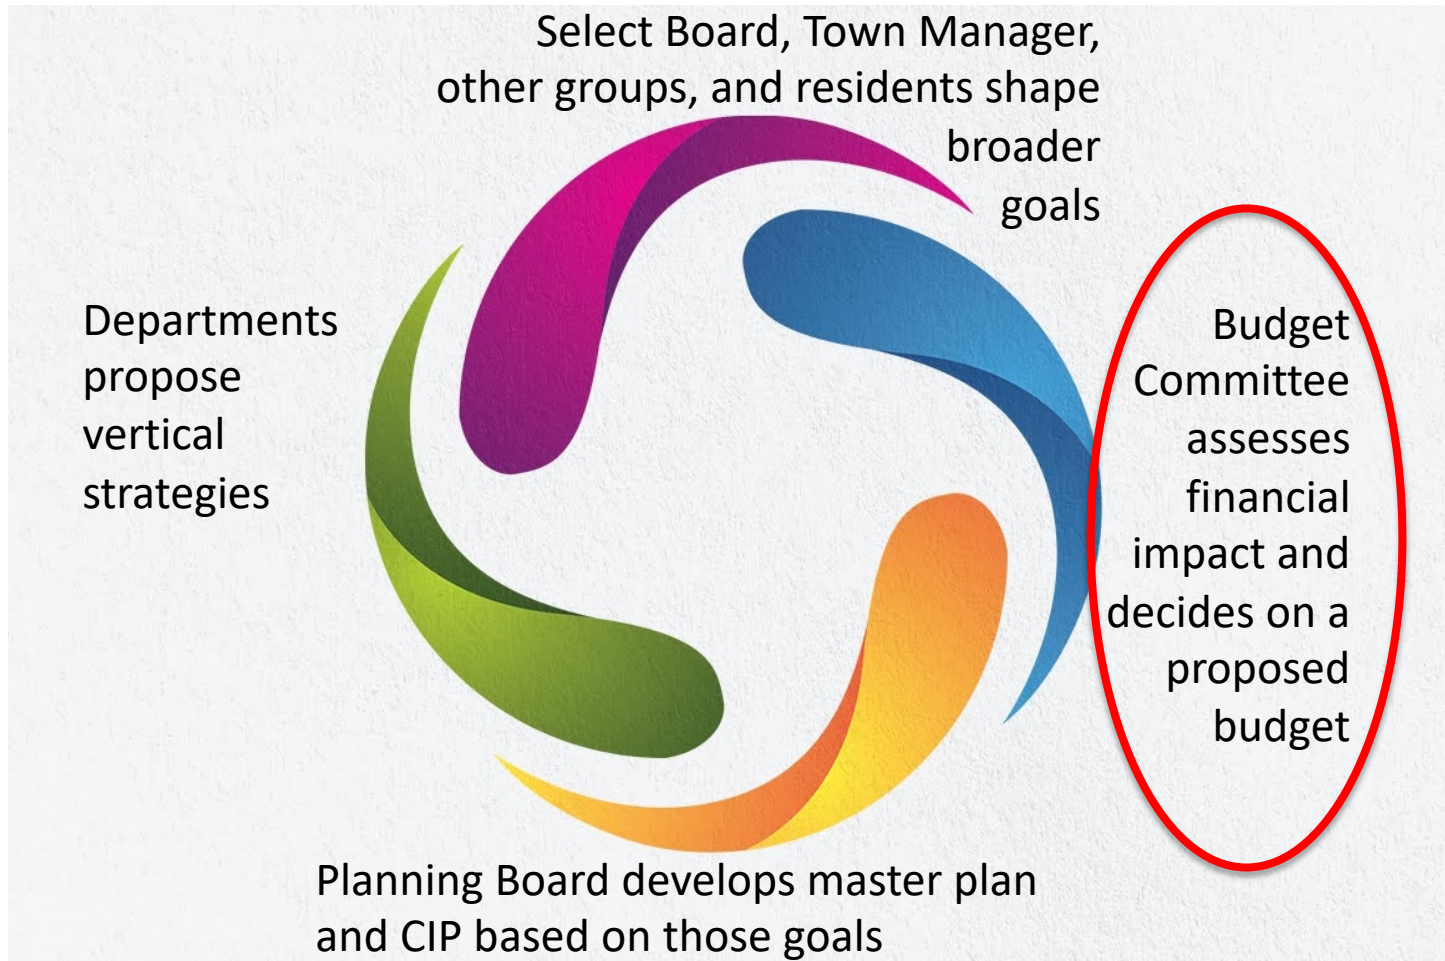 Select Board, Town Manager,
other groups, and residents shape
broader
goals
Departments
propose
vertical
strategies
Budget
Committee
assesses
financial
impact and
decides on a
proposed
budget
Planning Board develops master plan
and CIP based on those goals